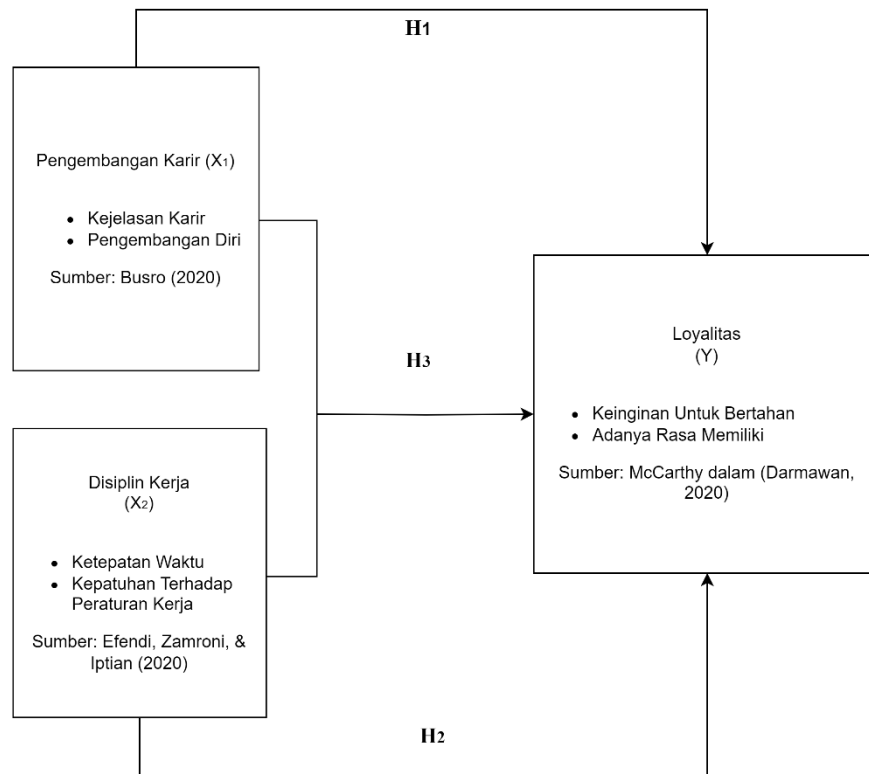 H1
Pengembangan Karir (X₁)
• Kejelasan Karir
• Pengembangan Diri
Sumber: Busro (2020)
H3
Loyalitas
(Y)
• Keinginan Untuk Bertahan
• Adanya Rasa Memiliki
Sumber: McCarthy dalam (Darmawan,
2020)
Disiplin Kerja
(X₂)
• Ketepatan Waktu
• Kepatuhan Terhadap
Peraturan Kerja
Sumber: Efendi, Zamroni, &
Iptian (2020)
H2